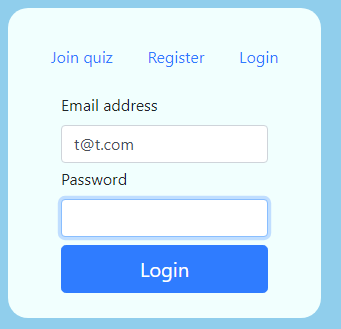 Join quiz Register Login
Email address
t@t.com
Password
Login